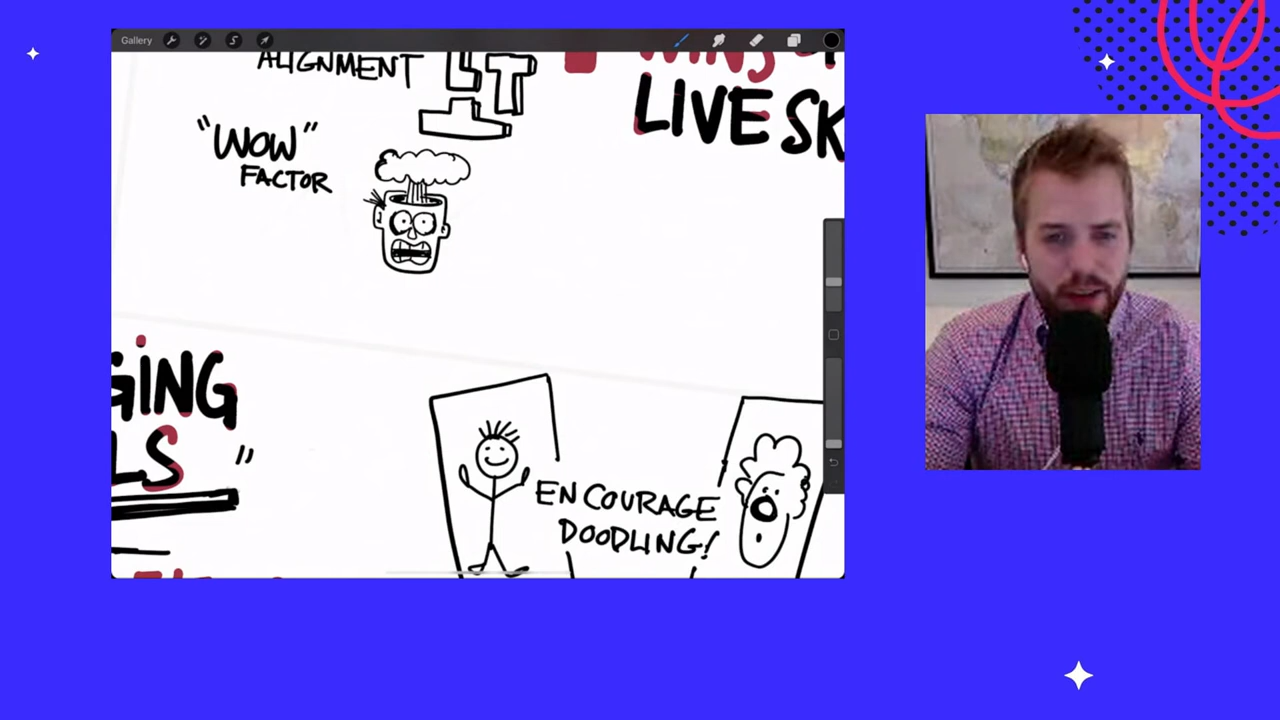 Gallery
ALIGNMENT
LIVE SK
"WOW"
FACTOR
GING
LS "
ENCOURAGE
DOODLING!